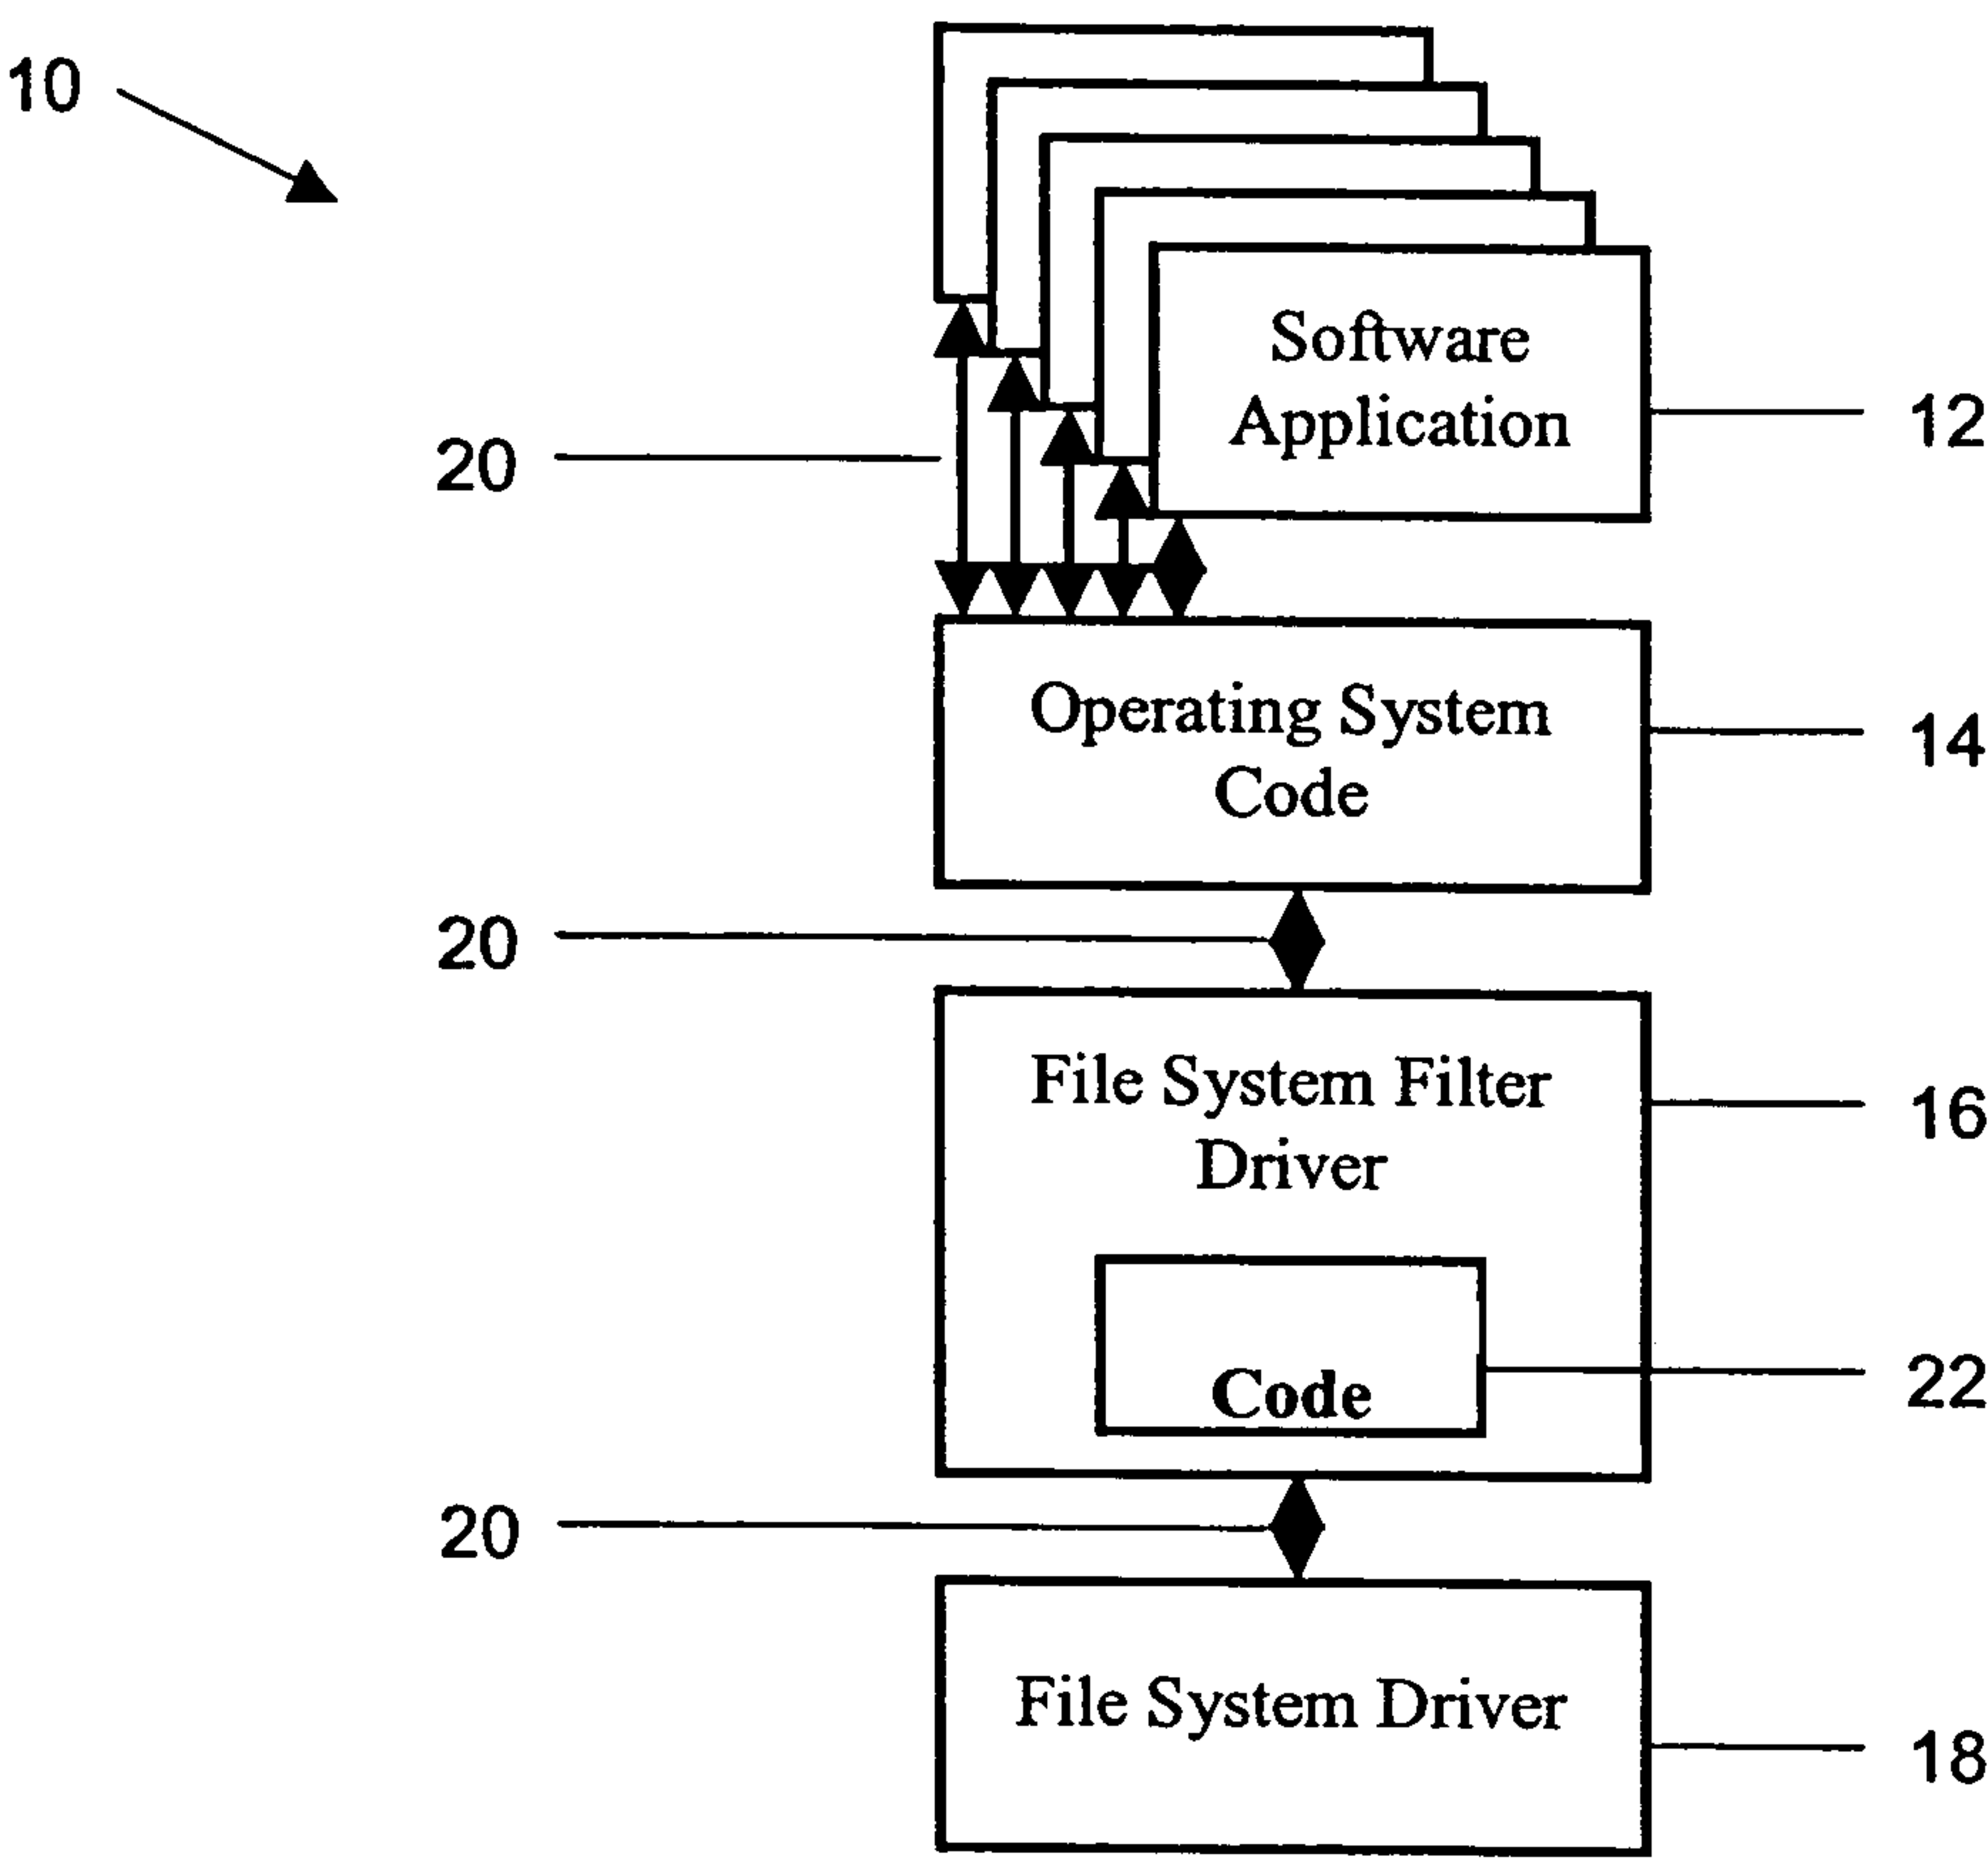 10
Software
Application
12
20
Operating System
Code
14
20
File System Filter
Driver
16
Code
22
20
File System Driver
18